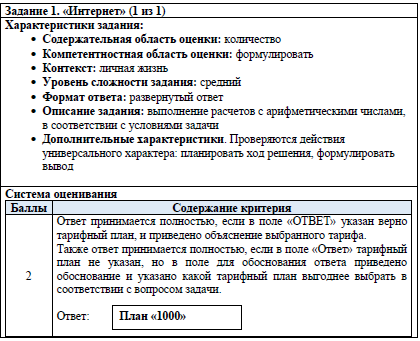 Задание 1. «Интернет» (1 из 1)
Характеристики задания:
• Содержательная область оценки: количество
• Компетентностная область оценки: формулировать
• Контекст: личная жизнь
• Уровень сложности задания: средний
• Формат ответа: развернутый ответ
• Описание задания: выполнение расчетов с арифметическими числами,
в соответствии с условиями задачи
• Дополнительные характеристики. Проверяются действия
универсального характера: планировать ход решения, формулировать
вывод
Система оценивания
Баллы Содержание критерия
Ответ принимается полностью, если в поле «ОТВЕТ» указан верно
тарифный план, и приведено объяснение выбранного тарифа.
Также ответ принимается полностью, если в поле «Ответ» тарифный
план не указан, но в поле для обоснования ответа приведено
2 обоснование и указано какой тарифный план выгоднее выбрать в
соответствии с вопросом задачи.
Ответ: План «1000»